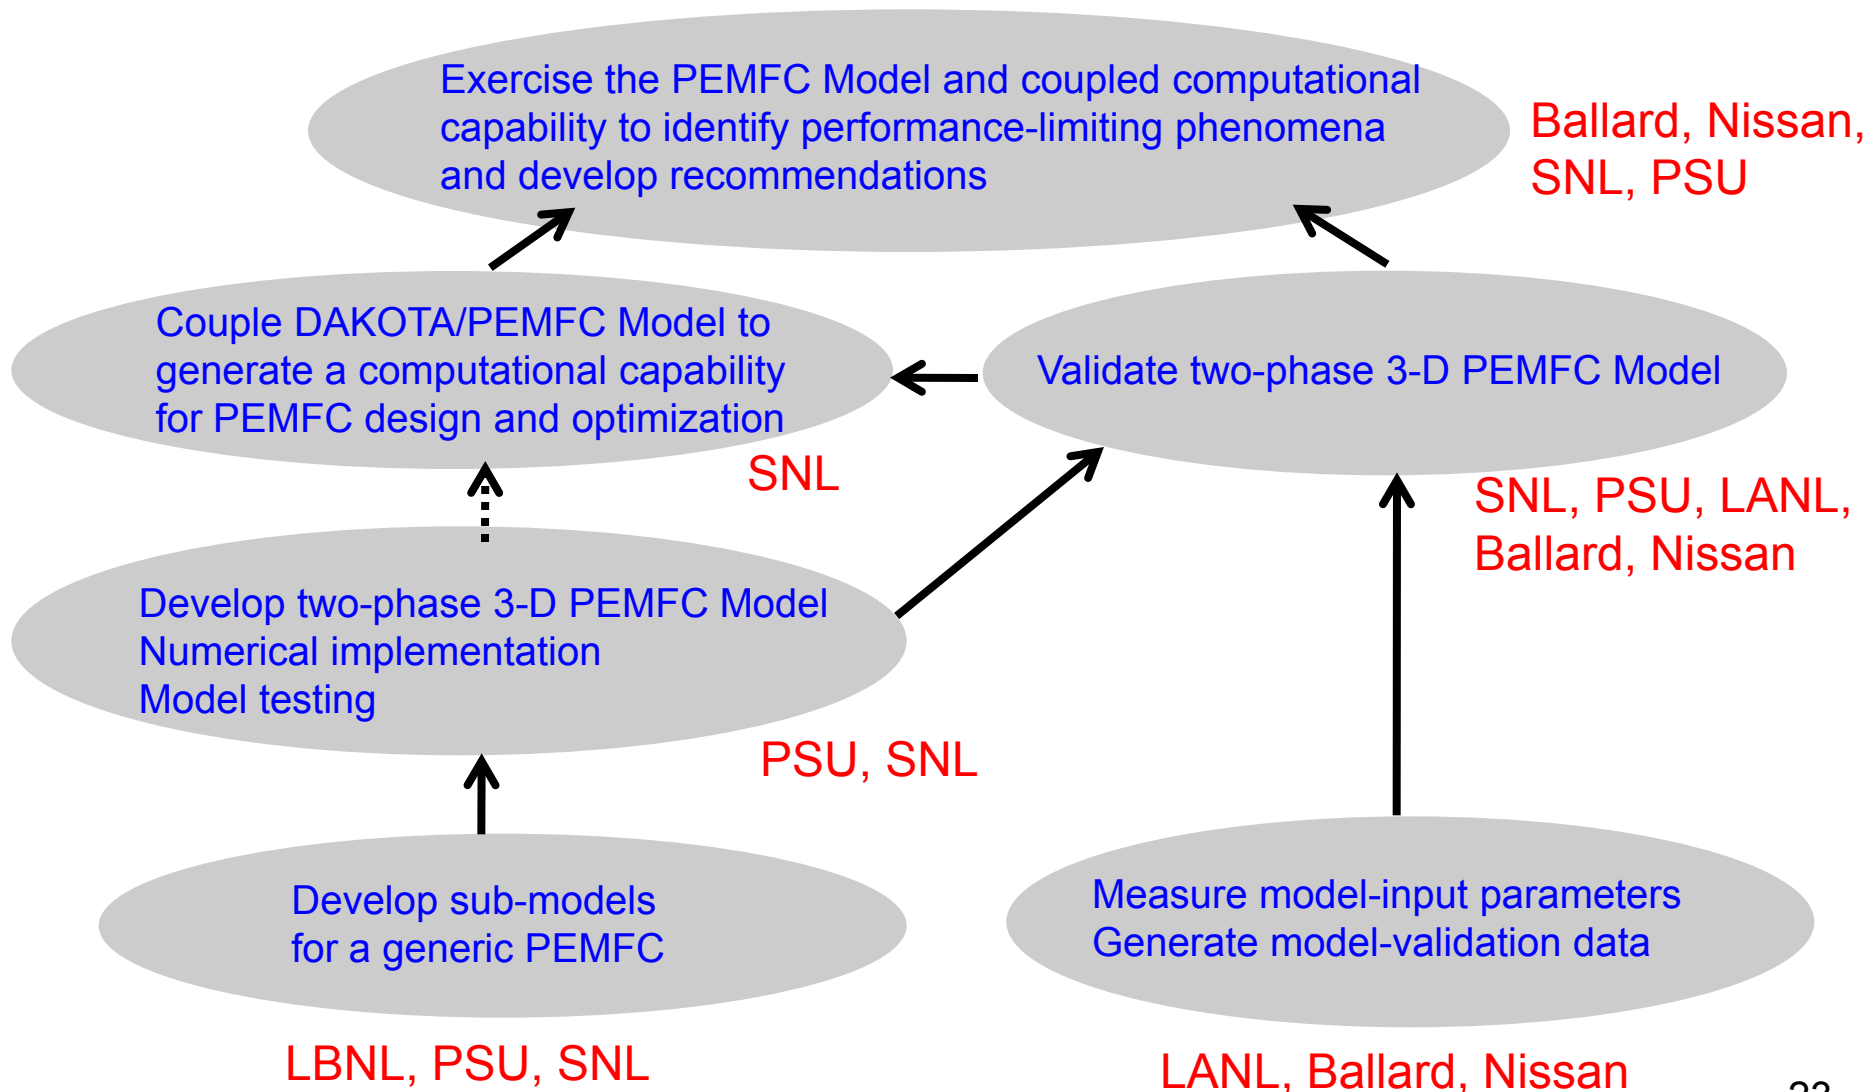 Exercise the PEMFC Model and coupled computational
capability to identify performance-limiting phenomena
and develop recommendations
Ballard, Nissan,
SNL, PSU
Couple DAKOTA/PEMFC Model to
generate a computational capability
for PEMFC design and optimization
SNL
Validate two-phase 3-D PEMFC Model
SNL, PSU, LANL,
Ballard, Nissan
Develop two-phase 3-D PEMFC Model
Numerical implementation
Model testing
PSU, SNL
Develop sub-models
for a generic PEMFC
LBNL, PSU, SNL
Measure model-input parameters
Generate model-validation data
LANL, Ballard, Nissan